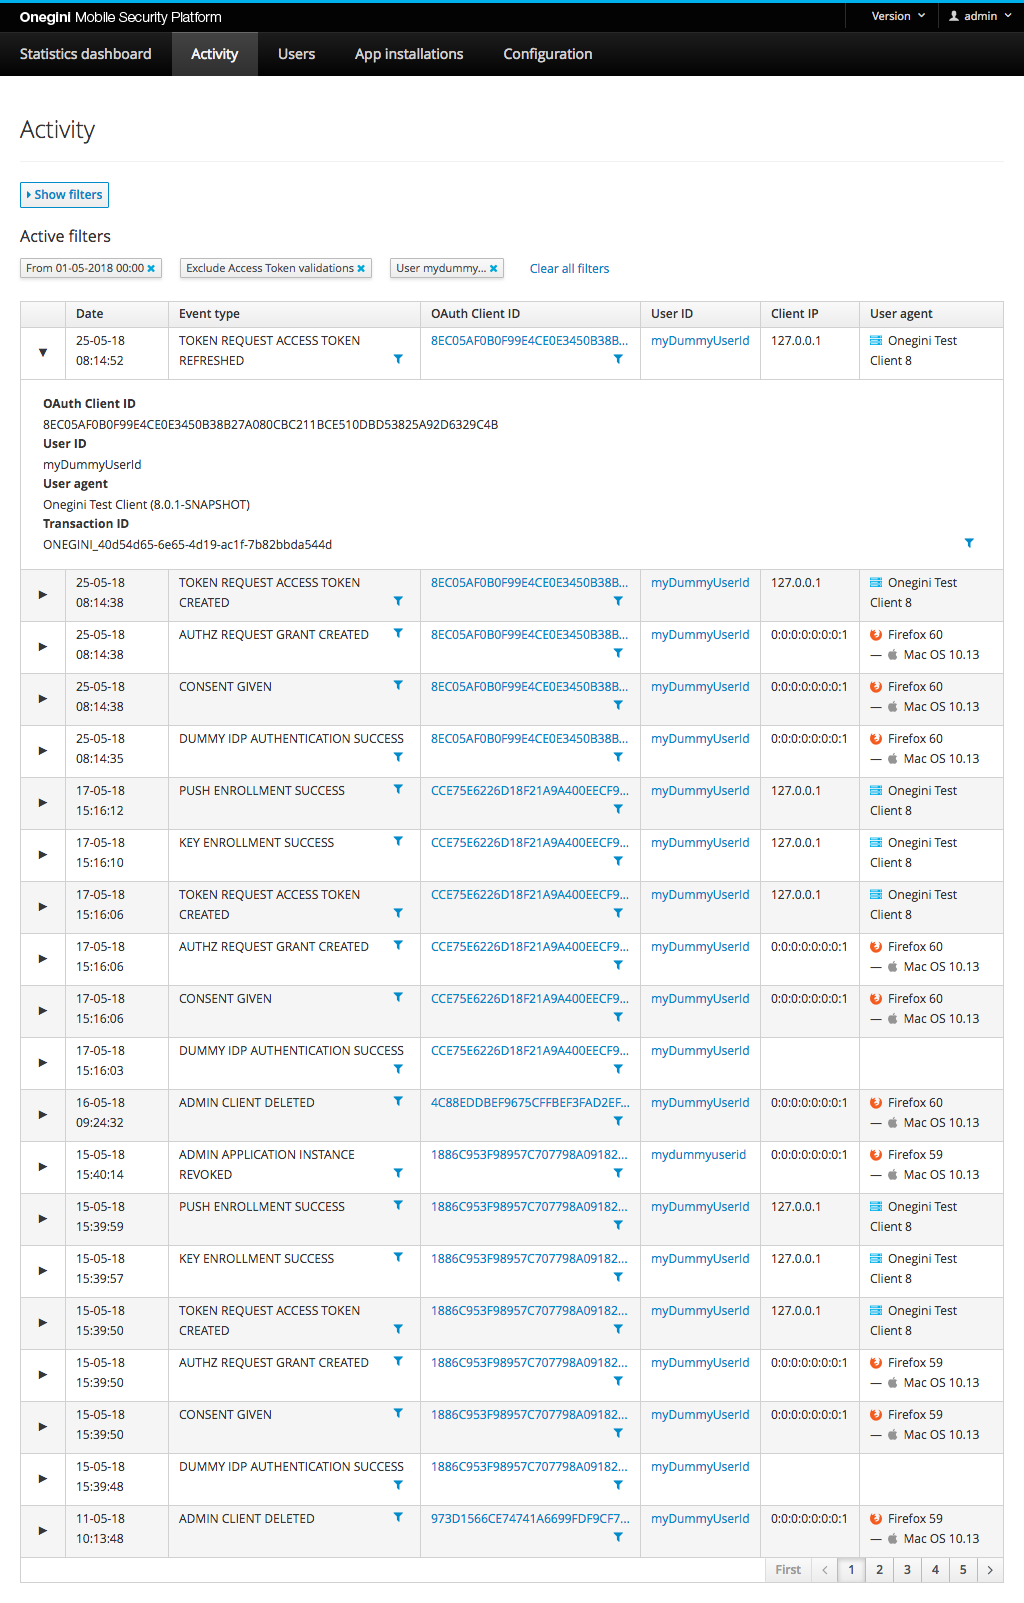 Onegini Mobile Security Platform
Version
admin
Statistics dashboard
Activity
Users
App installations
Configuration
Activity
Show filters
Active filters
From 01-05-2018 00:00
Exclude Access Token validations
User mydummy...
Clear all filters
Date
Event type
OAuth Client ID
User ID
Client IP
User agent
25-05-18
08:14:52
TOKEN REQUEST ACCESS TOKEN
REFRESHED
8EC05AF0B0F99E4CE0E3450B38B...
myDummyUserId
127.0.0.1
Onegini Test
Client 8
OAuth Client ID
8EC05AF0B0F99E4CE0E3450B38B27A080CBC211BCE510DBD53825A92D6329C4B
User ID
myDummyUserId
User agent
Onegini Test Client (8.0.1-SNAPSHOT)
Transaction ID
ONEGINI_40d54d65-6e65-4d19-ac1f-7b82bbda544d
25-05-18
08:14:38
TOKEN REQUEST ACCESS TOKEN
CREATED
8EC05AF0B0F99E4CE0E3450B38B...
myDummyUserId
127.0.0.1
Onegini Test
Client 8
25-05-18
08:14:38
AUTHZ REQUEST GRANT CREATED
8EC05AF0B0F99E4CE0E3450B38B...
myDummyUserId
0:0:0:0:0:0:0:1
Firefox 60
— Mac OS 10.13
25-05-18
08:14:38
CONSENT GIVEN
8EC05AF0B0F99E4CE0E3450B38B...
myDummyUserId
0:0:0:0:0:0:0:1
Firefox 60
— Mac OS 10.13
25-05-18
08:14:35
DUMMY IDP AUTHENTICATION SUCCESS
8EC05AF0B0F99E4CE0E3450B38B...
myDummyUserId
0:0:0:0:0:0:0:1
Firefox 60
— Mac OS 10.13
17-05-18
15:16:12
PUSH ENROLLMENT SUCCESS
CCE75E6226D18F21A9A400EECF9...
myDummyUserId
127.0.0.1
Onegini Test
Client 8
17-05-18
15:16:10
KEY ENROLLMENT SUCCESS
CCE75E6226D18F21A9A400EECF9...
myDummyUserId
127.0.0.1
Onegini Test
Client 8
17-05-18
15:16:06
TOKEN REQUEST ACCESS TOKEN
CREATED
CCE75E6226D18F21A9A400EECF9...
myDummyUserId
127.0.0.1
Onegini Test
Client 8
17-05-18
15:16:06
AUTHZ REQUEST GRANT CREATED
CCE75E6226D18F21A9A400EECF9...
myDummyUserId
0:0:0:0:0:0:0:1
Firefox 60
— Mac OS 10.13
17-05-18
15:16:06
CONSENT GIVEN
CCE75E6226D18F21A9A400EECF9...
myDummyUserId
0:0:0:0:0:0:0:1
Firefox 60
— Mac OS 10.13
17-05-18
15:16:03
DUMMY IDP AUTHENTICATION SUCCESS
CCE75E6226D18F21A9A400EECF9...
myDummyUserId
16-05-18
09:24:32
ADMIN CLIENT DELETED
4C88EDDBEF9675CFFBEF3FAD2EF...
myDummyUserId
0:0:0:0:0:0:0:1
Firefox 60
— Mac OS 10.13
15-05-18
15:40:14
ADMIN APPLICATION INSTANCE
REVOKED
1886C953F98957C707798A09182...
mydummyuserid
0:0:0:0:0:0:0:1
Firefox 59
— Mac OS 10.13
15-05-18
15:39:59
PUSH ENROLLMENT SUCCESS
1886C953F98957C707798A09182...
myDummyUserId
127.0.0.1
Onegini Test
Client 8
15-05-18
15:39:57
KEY ENROLLMENT SUCCESS
1886C953F98957C707798A09182...
myDummyUserId
127.0.0.1
Onegini Test
Client 8
15-05-18
15:39:50
TOKEN REQUEST ACCESS TOKEN
CREATED
1886C953F98957C707798A09182...
myDummyUserId
127.0.0.1
Onegini Test
Client 8
15-05-18
15:39:50
AUTHZ REQUEST GRANT CREATED
1886C953F98957C707798A09182...
myDummyUserId
0:0:0:0:0:0:0:1
Firefox 59
— Mac OS 10.13
15-05-18
15:39:50
CONSENT GIVEN
1886C953F98957C707798A09182...
myDummyUserId
0:0:0:0:0:0:0:1
Firefox 59
— Mac OS 10.13
15-05-18
15:39:48
DUMMY IDP AUTHENTICATION SUCCESS
1886C953F98957C707798A09182...
myDummyUserId
11-05-18
10:13:48
ADMIN CLIENT DELETED
973D1566CE74741A6699FDF9CF7...
myDummyUserId
0:0:0:0:0:0:0:1
Firefox 59
— Mac OS 10.13
First < 1 2 3 4 5 >